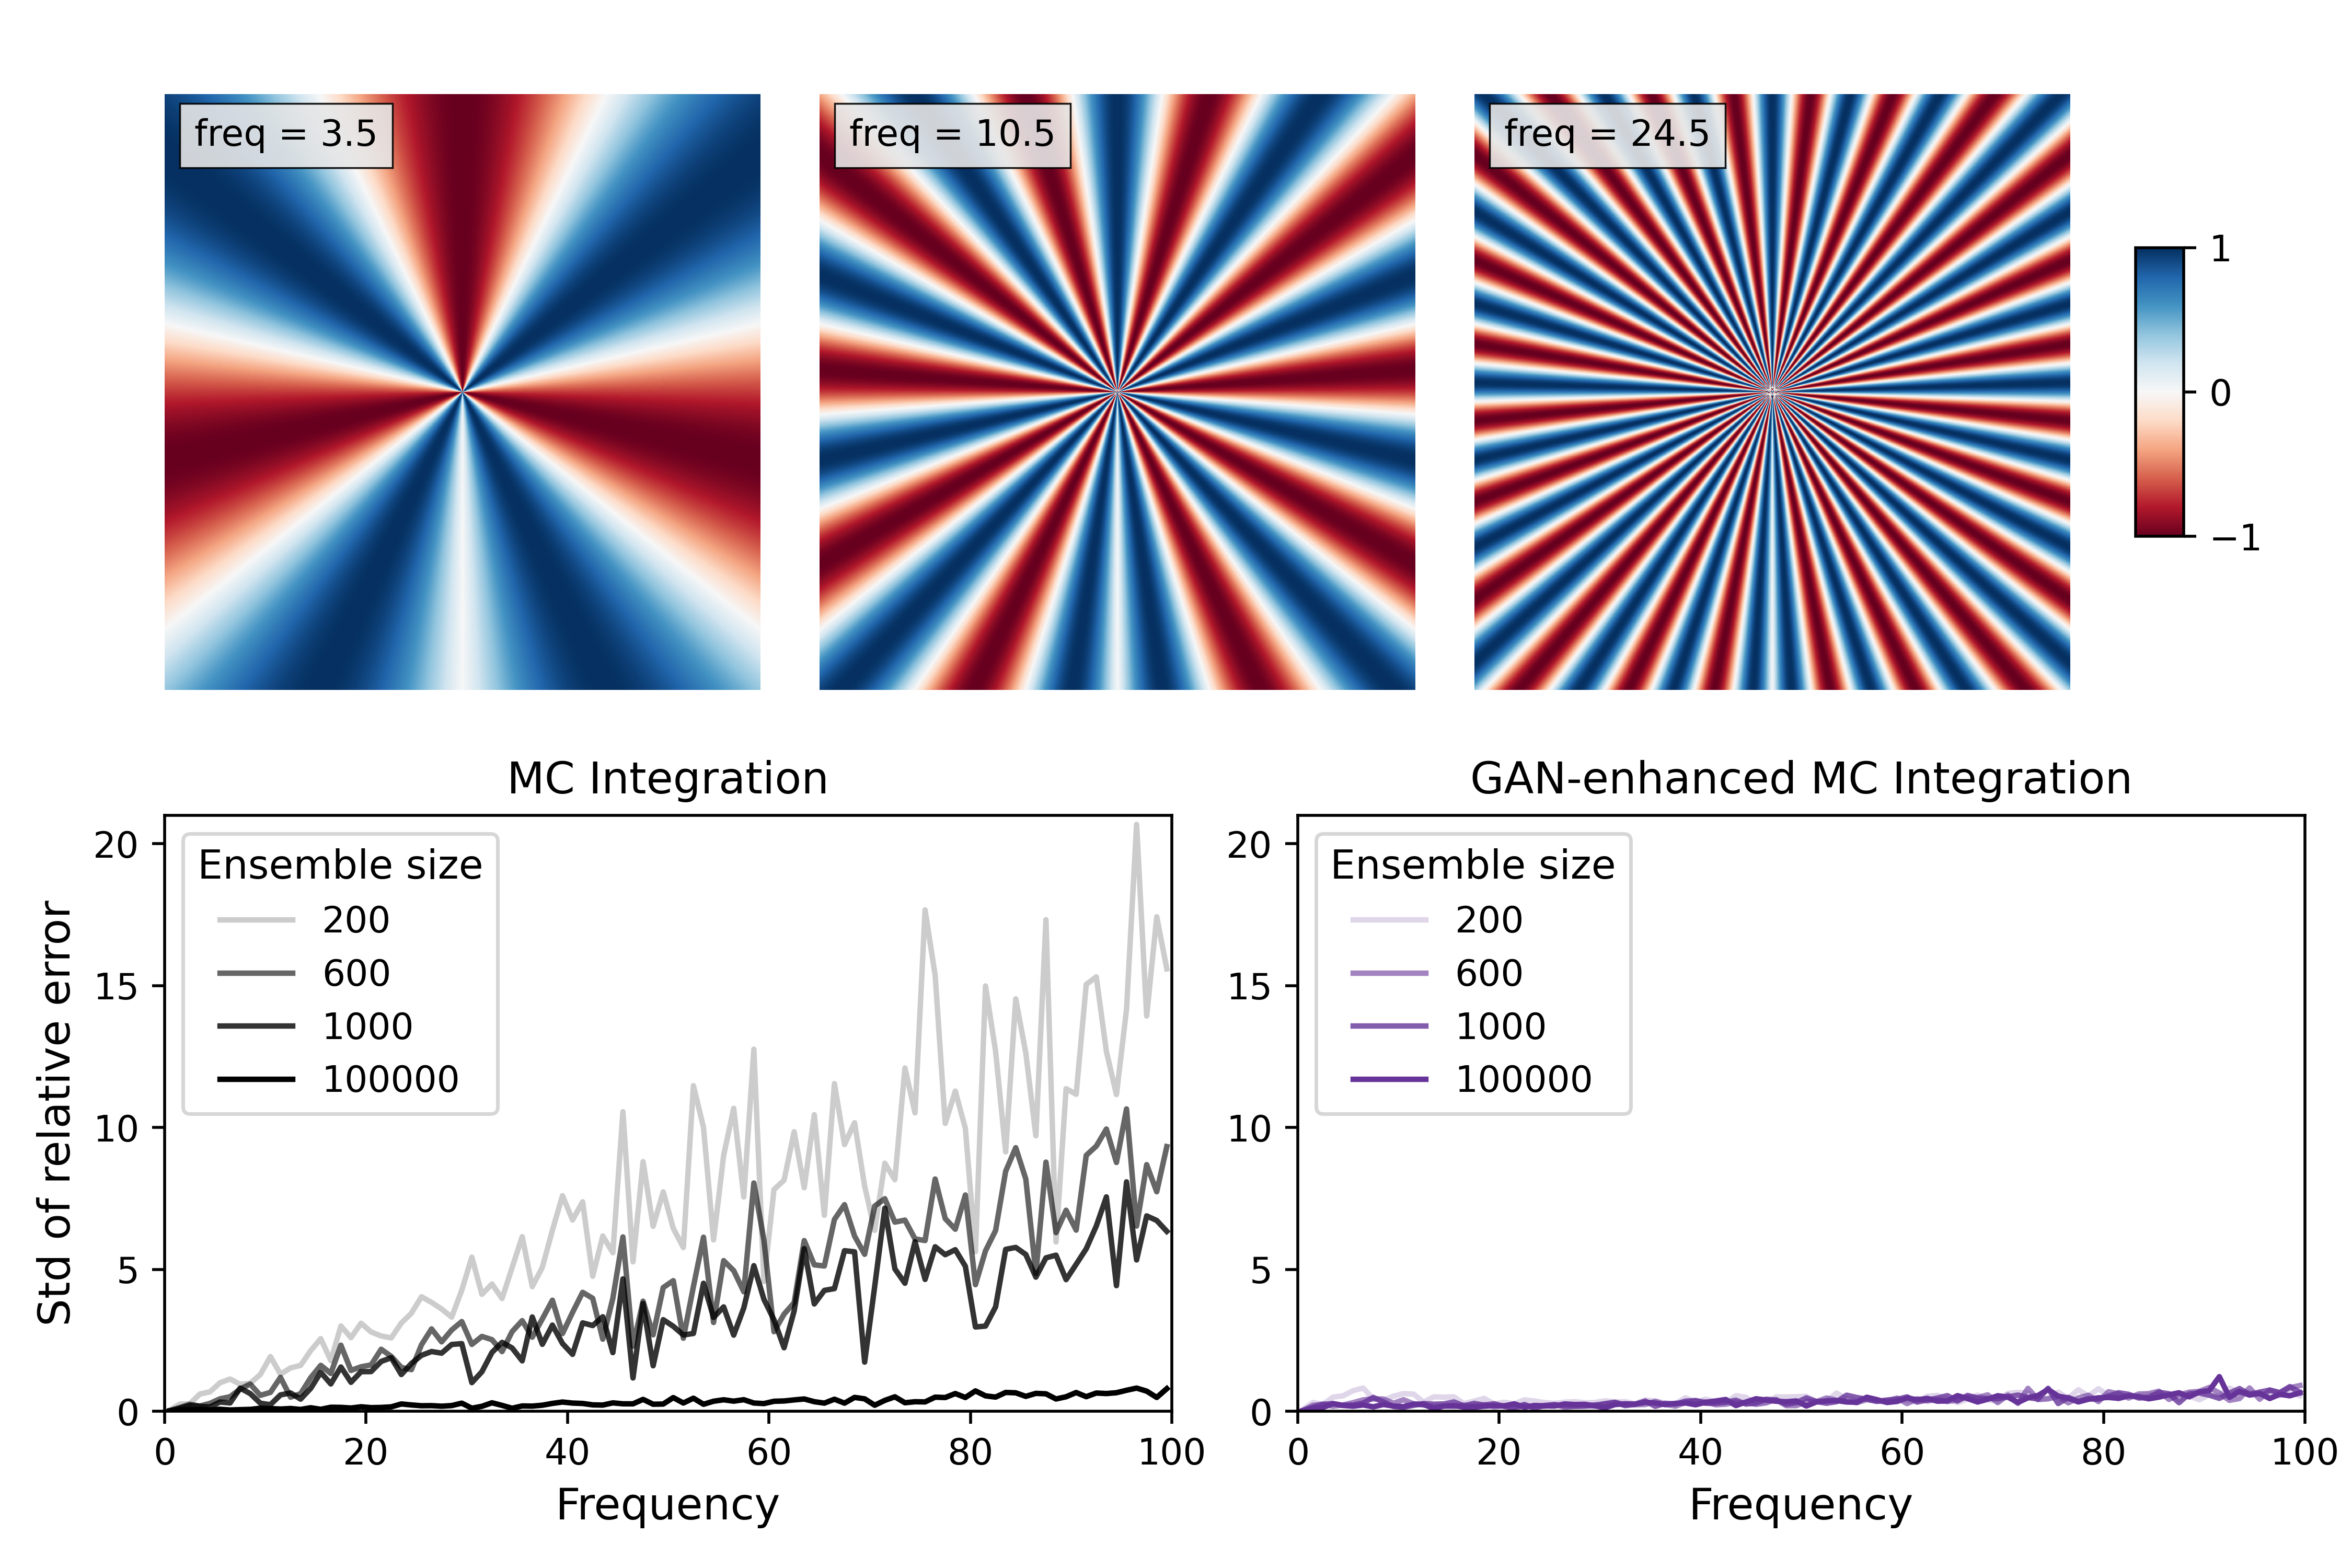 freq = 3.5
freq = 10.5
freq = 24.5
1
0
−1
MC Integration
GAN-enhanced MC Integration
Std of relative error
20
15
10
5
0
Ensemble size
200
600
1000
100000
0 20 40 60 80 100
Frequency
20
15
10
5
0
Ensemble size
200
600
1000
100000
0 20 40 60 80 100
Frequency